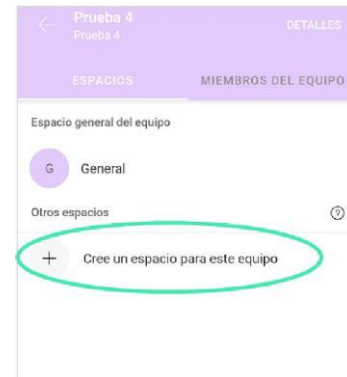 Prueba 4
DETALLES
Prueba 4
ESPACIOS MIEMBROS DEL EQUIPO
Espacio general del equipo
G General
Otros espacios ?
+ Cree un espacio para este equipo